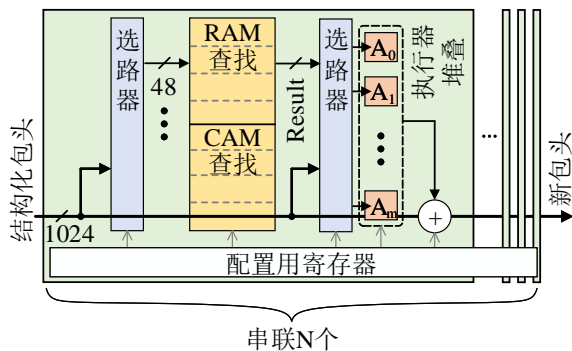 结构化包头
1024
选路器
48
RAM
查找
CAM
查找
Result
选路器
A0
A1
Am
执行器
堆叠
+
...
新包头
配置用寄存器
串联N个